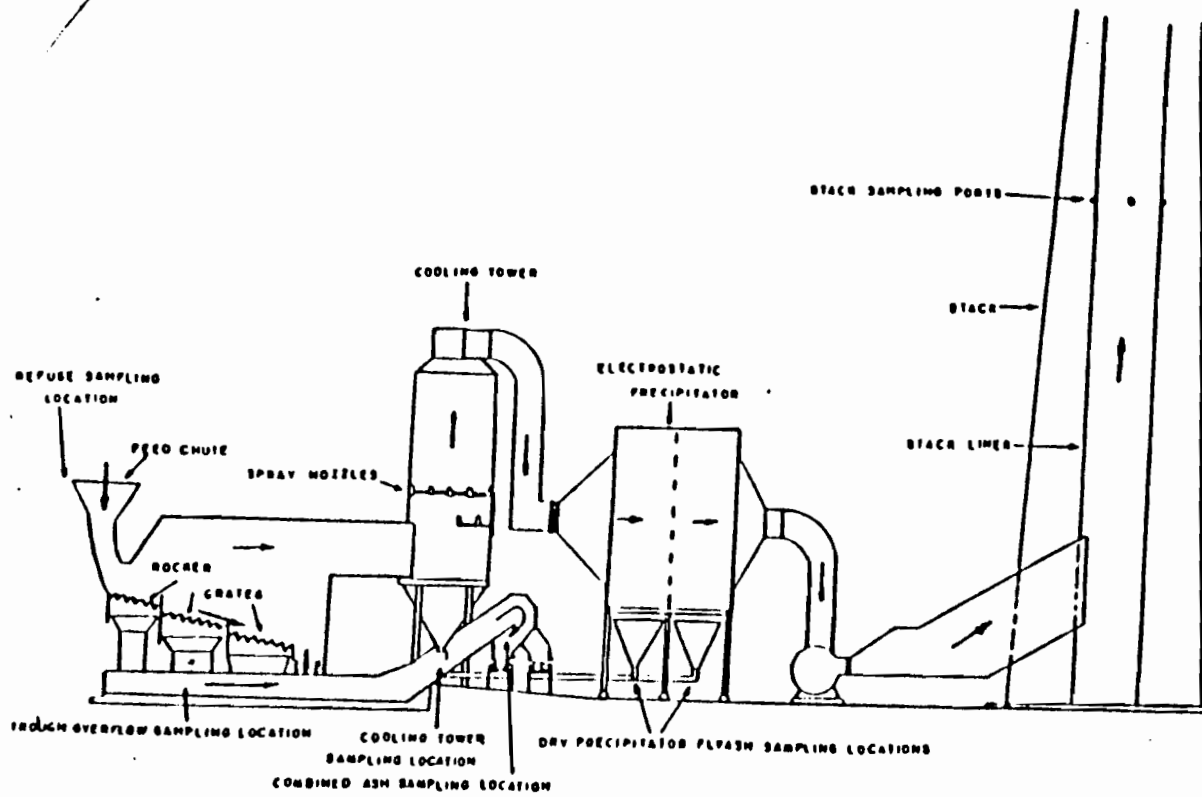 STACK SAMPLING PORTS
COOLING TOWER
STACK
ELECTROSTATIC
PRECIPITATOR
REFUSE SAMPLING
LOCATION
FEED CHUTE
STACK LINER
SPRAY NOZZLES
ROCKER
GRATES
TROUGH OVERFLOW SAMPLING LOCATION
COOLING TOWER
SAMPLING LOCATION
DRY PRECIPITATOR FLYASH SAMPLING LOCATIONS
COMBINED ASH SAMPLING LOCATION